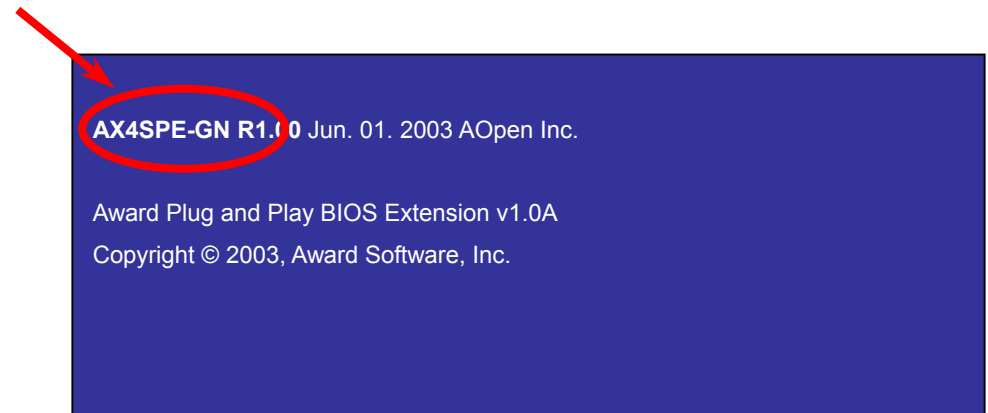 AX4SPE-GN R1.00 Jun. 01. 2003 AOpen Inc.
Award Plug and Play BIOS Extension v1.0A
Copyright © 2003, Award Software, Inc.